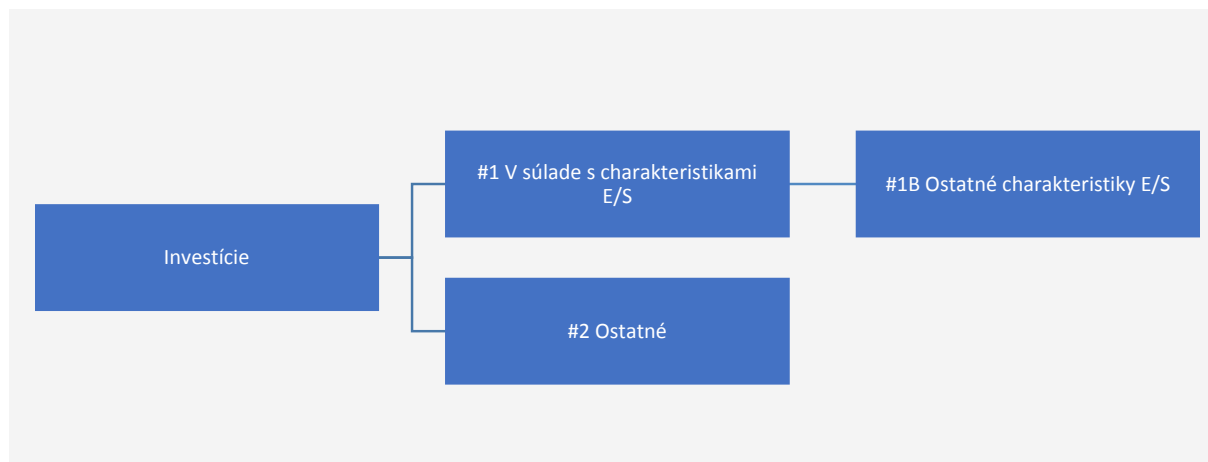 #1 V súlade s charakteristikami
E/S
#1B Ostatné charakteristiky E/S
Investície
#2 Ostatné